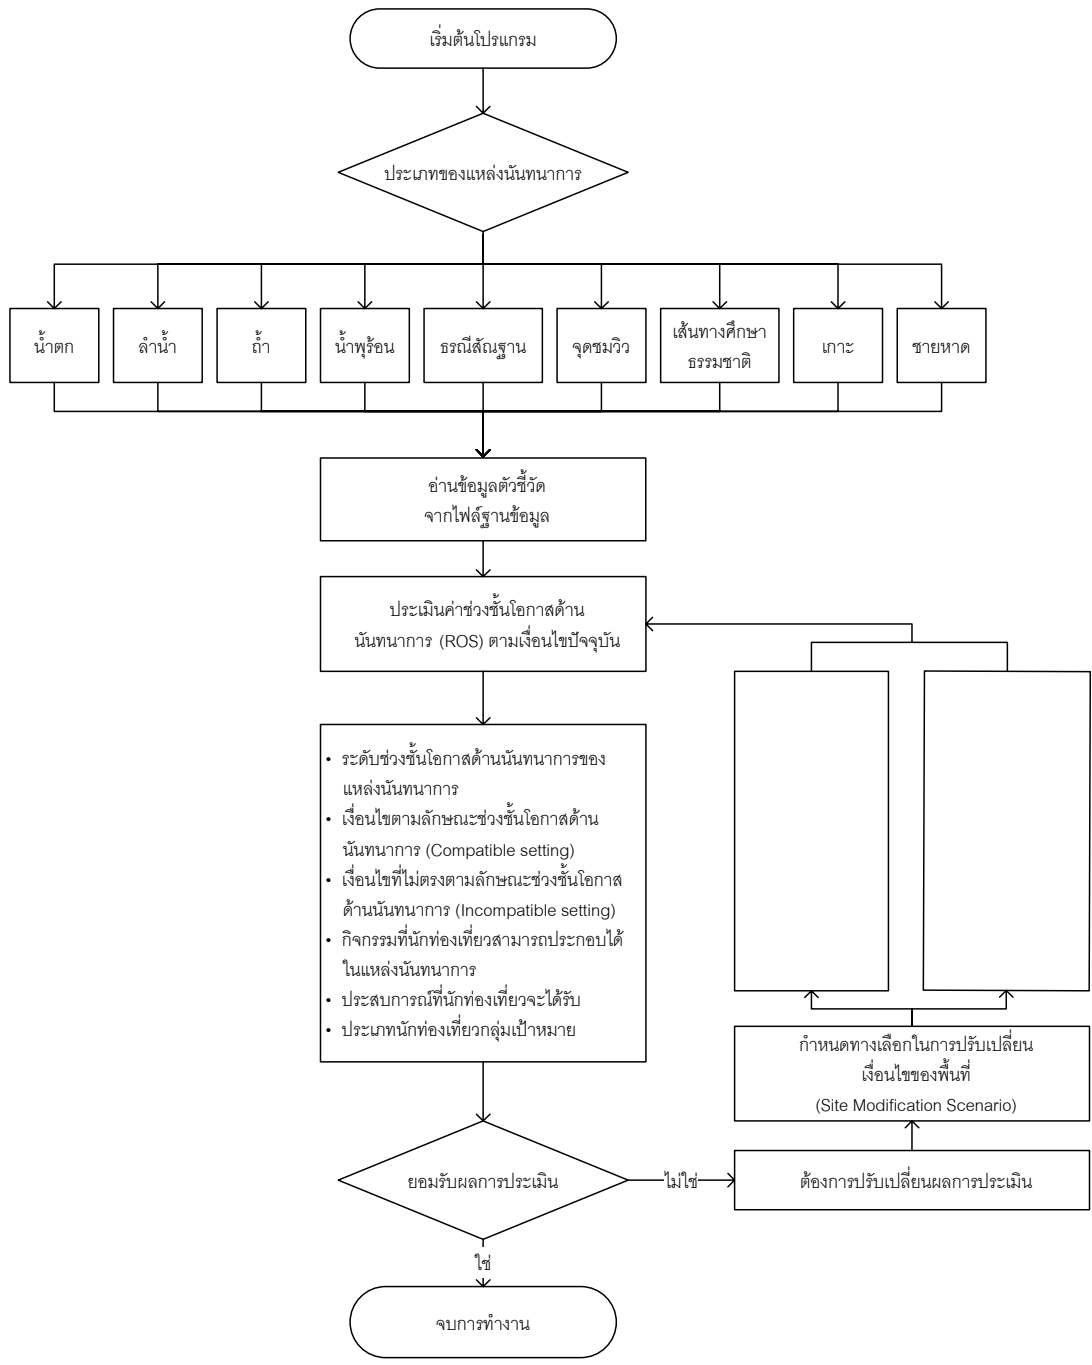 เริ่มต้นโปรแกรม
ประเภทของแหล่งนันทนาการ
น้ำตก
ลำน้ำ
ถ้ำ
น้ำพุร้อน
ธรณีสัณฐาน
จุดชมวิว
เส้นทางศึกษา
ธรรมชาติ
เกาะ
ชายหาด
อ่านข้อมูลตัวชี้วัด
จากไฟล์ฐานข้อมูล
ประเมินค่าช่วงชั้นโอกาสด้าน
นันทนาการ (ROS) ตามเงื่อนไขปัจจุบัน
• ระดับช่วงชั้นโอกาสด้านนันทนาการของ
แหล่งนันทนาการ
• เงื่อนไขตามลักษณะช่วงชั้นโอกาสด้าน
นันทนาการ (Compatible setting)
• เงื่อนไขที่ไม่ตรงตามลักษณะช่วงชั้นโอกาส
ด้านนันทนาการ (Incompatible setting)
• กิจกรรมที่นักท่องเที่ยวสามารถประกอบได้
ในแหล่งนันทนาการ
• ประสบการณ์ที่นักท่องเที่ยวจะได้รับ
• ประเภทนักท่องเที่ยวกลุ่มเป้าหมาย
กำหนดทางเลือกในการปรับเปลี่ยน
เงื่อนไขของพื้นที่
(Site Modification Scenario)
ยอมรับผลการประเมิน
ไม่ใช่
ต้องการปรับเปลี่ยนผลการประเมิน
ใช่
จบการทำงาน